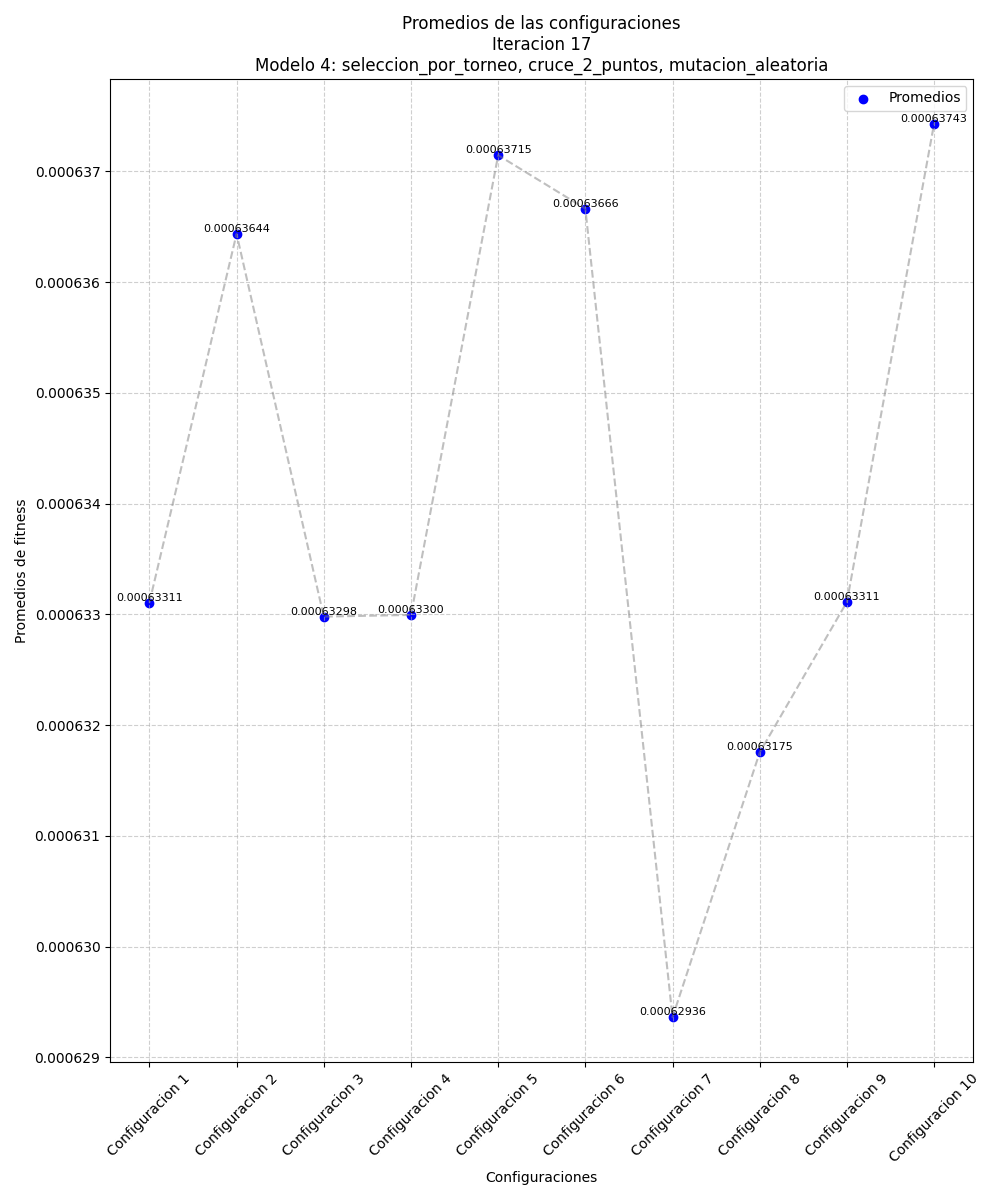 Promedios de las configuraciones
Iteracion 17
Modelo 4: seleccion_por_torneo, cruce_2_puntos, mutacion_aleatoria
Promedios
0.00063743
0.00063715
0.00063666
0.00063644
0.00063311
0.00063298
0.00063300
0.00063311
0.00063175
0.00062936
Promedios de fitness
0.000637
0.000636
0.000635
0.000634
0.000633
0.000632
0.000631
0.000630
0.000629
Configuracion 1
Configuracion 2
Configuracion 3
Configuracion 4
Configuracion 5
Configuracion 6
Configuracion 7
Configuracion 8
Configuracion 9
Configuracion 10
Configuraciones